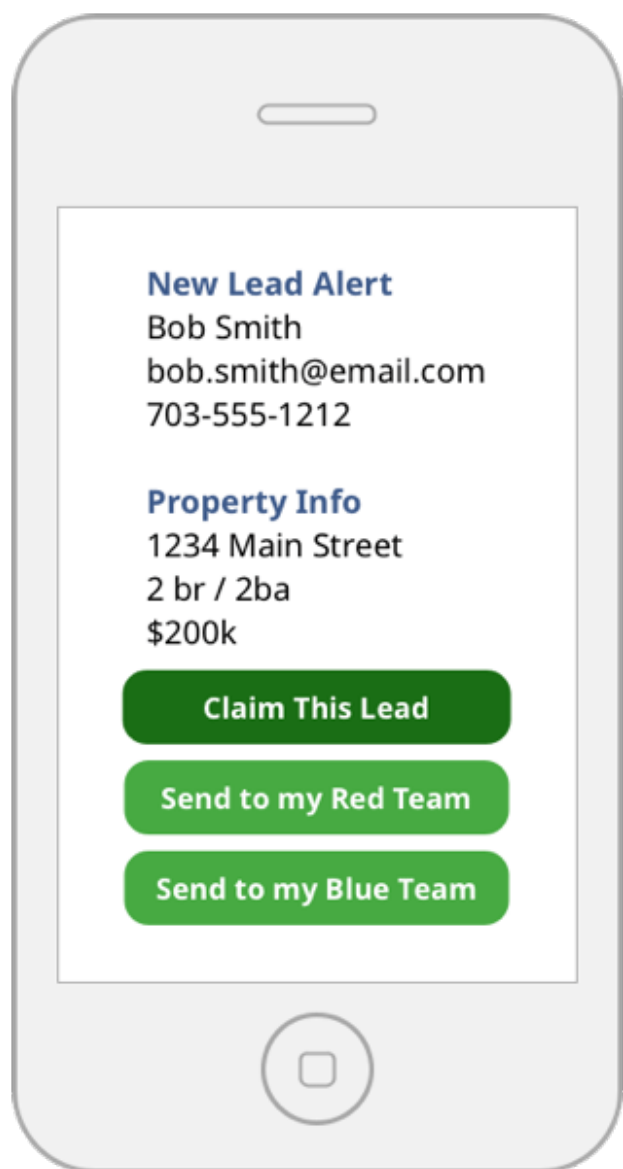 New Lead Alert
Bob Smith
bob.smith@email.com
703-555-1212
Property Info
1234 Main Street
2 br / 2ba
$200k
Claim This Lead
Send to my Red Team
Send to my Blue Team